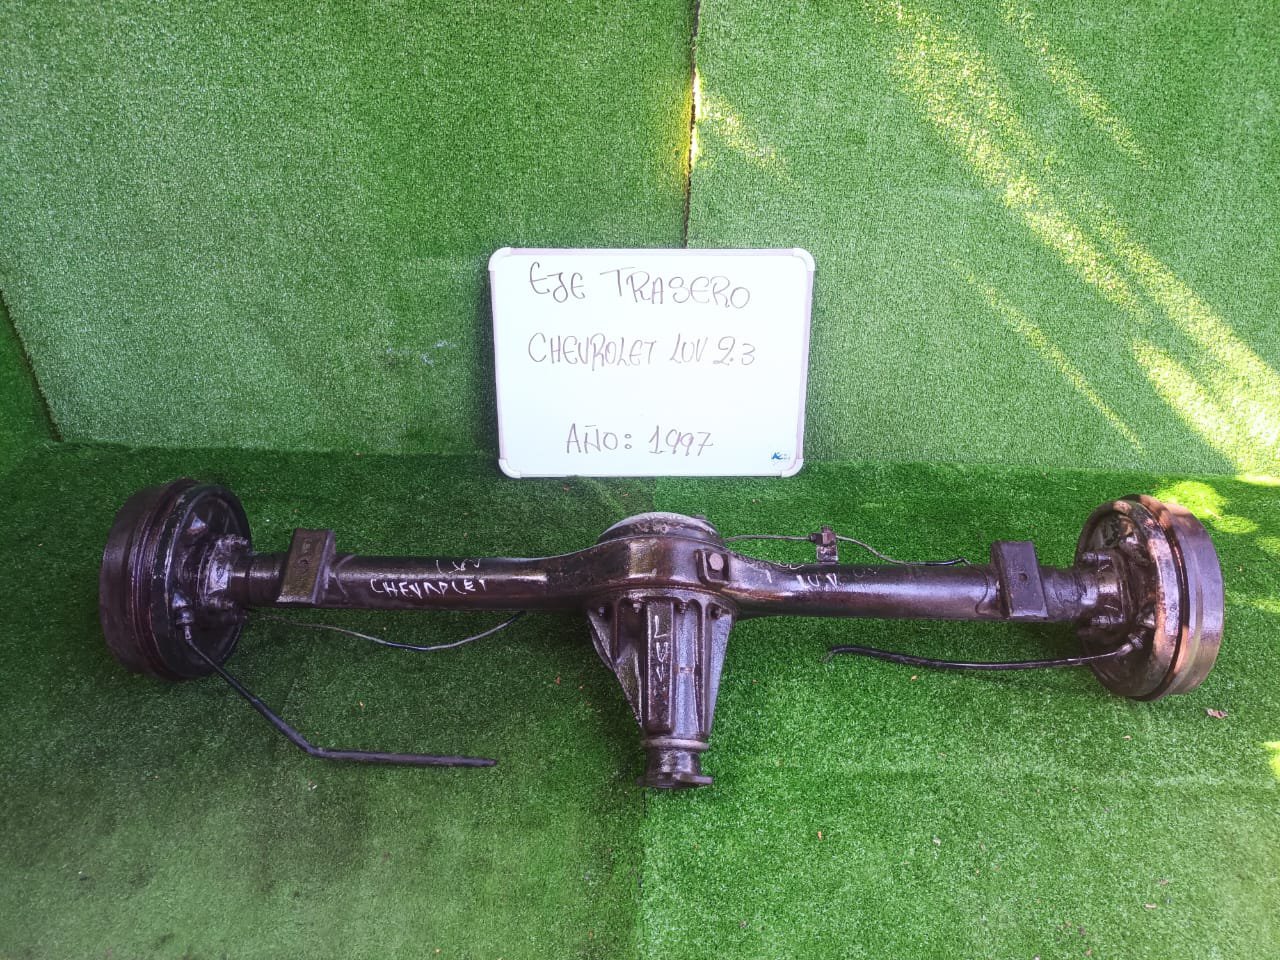 EJE TRASERO
CHEVROLET LUV 2.3
AÑO: 1997
LUV
CHEVROLET
LUV
LUV